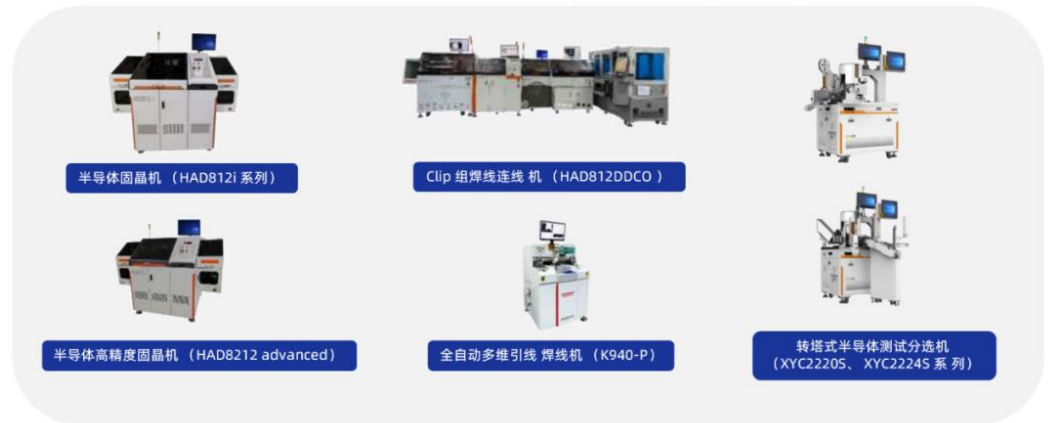 半导体固晶机 （HAD812i 系列）
Clip 组焊线连线 机 （HAD812DDCO ）
半导体高精度固晶机 （HAD8212 advanced）
全自动多维引线 焊线机 （K940-P）
转塔式半导体测试分选机
（XYC2220S、 XYC2224S 系 列）